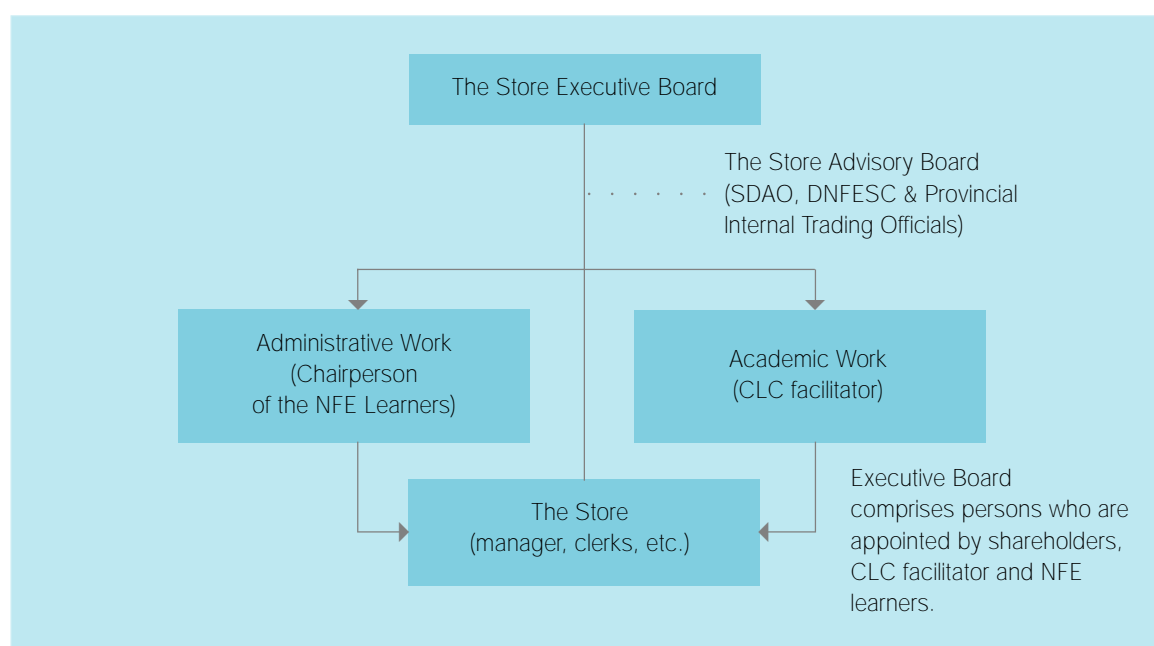 The Store Executive Board
The Store Advisory Board
(SDAO, DNFESC & Provincial
Internal Trading Officials)
Administrative Work
(Chairperson
of the NFE Learners)
Academic Work
(CLC facilitator)
The Store
(manager, clerks, etc.)
Executive Board
comprises persons who are
appointed by shareholders,
CLC facilitator and NFE
learners.